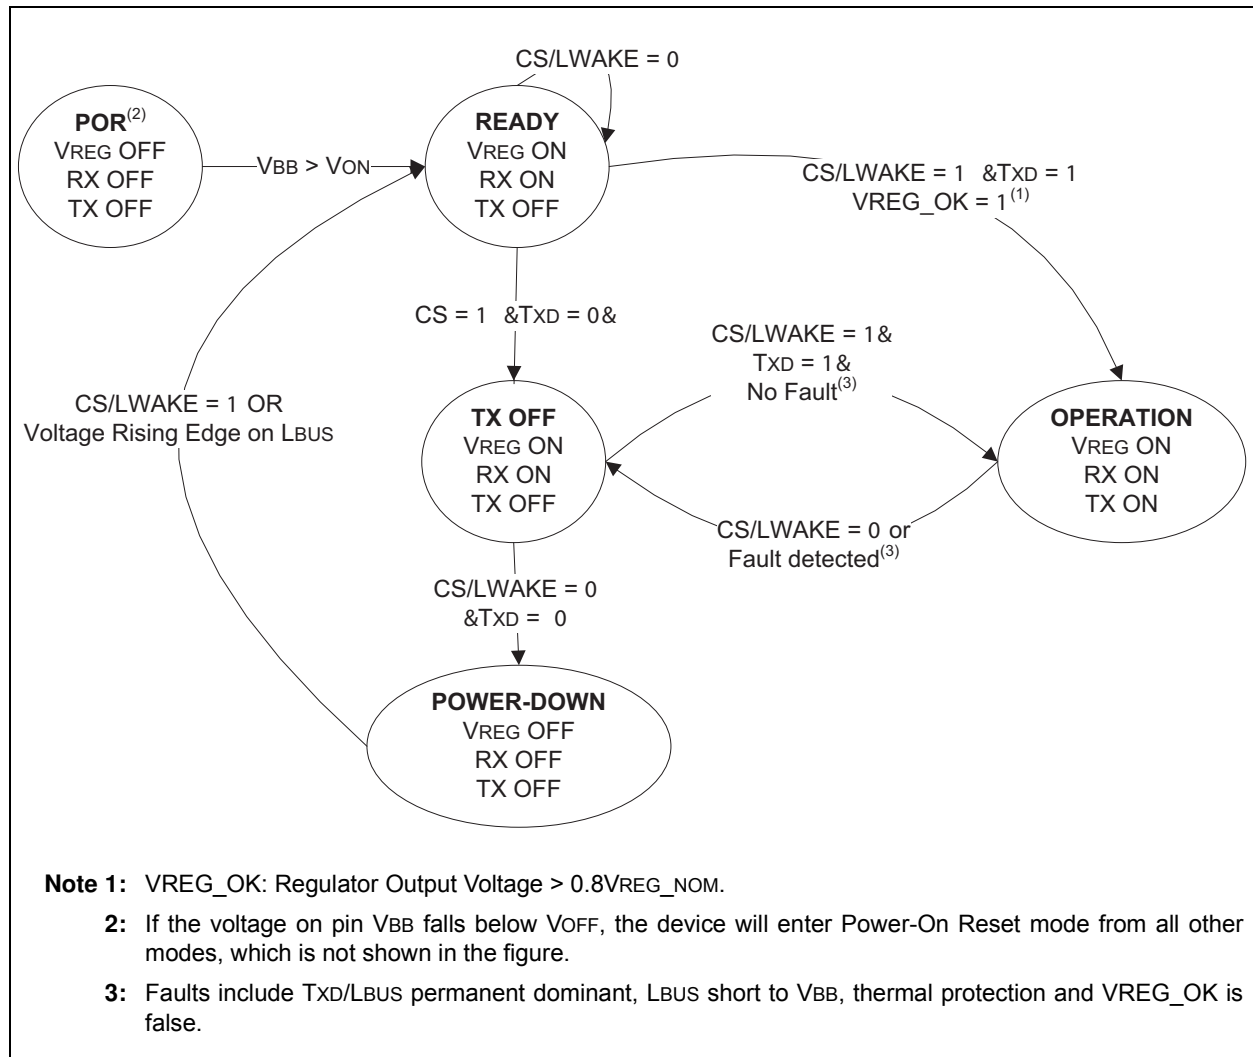 CS/LWAKE = 0
POR(2)
VREG OFF
RX OFF
TX OFF
VBB > VON
READY
VREG ON
RX ON
TX OFF
CS/LWAKE = 1 &TXD = 1
VREG_OK = 1(1)
CS = 1 &TXD = 0&
CS/LWAKE = 1&
TXD = 1&
No Fault(3)
CS/LWAKE = 1 OR
Voltage Rising Edge on LBUS
TX OFF
VREG ON
RX ON
TX OFF
OPERATION
VREG ON
RX ON
TX ON
CS/LWAKE = 0 or
Fault detected(3)
CS/LWAKE = 0
&TXD = 0
POWER-DOWN
VREG OFF
RX OFF
TX OFF
Note 1: VREG_OK: Regulator Output Voltage > 0.8VREG_NOM.
2: If the voltage on pin VBB falls below VOFF, the device will enter Power-On Reset mode from all other
modes, which is not shown in the figure.
3: Faults include TXD/LBUS permanent dominant, LBUS short to VBB, thermal protection and VREG_OK is
false.